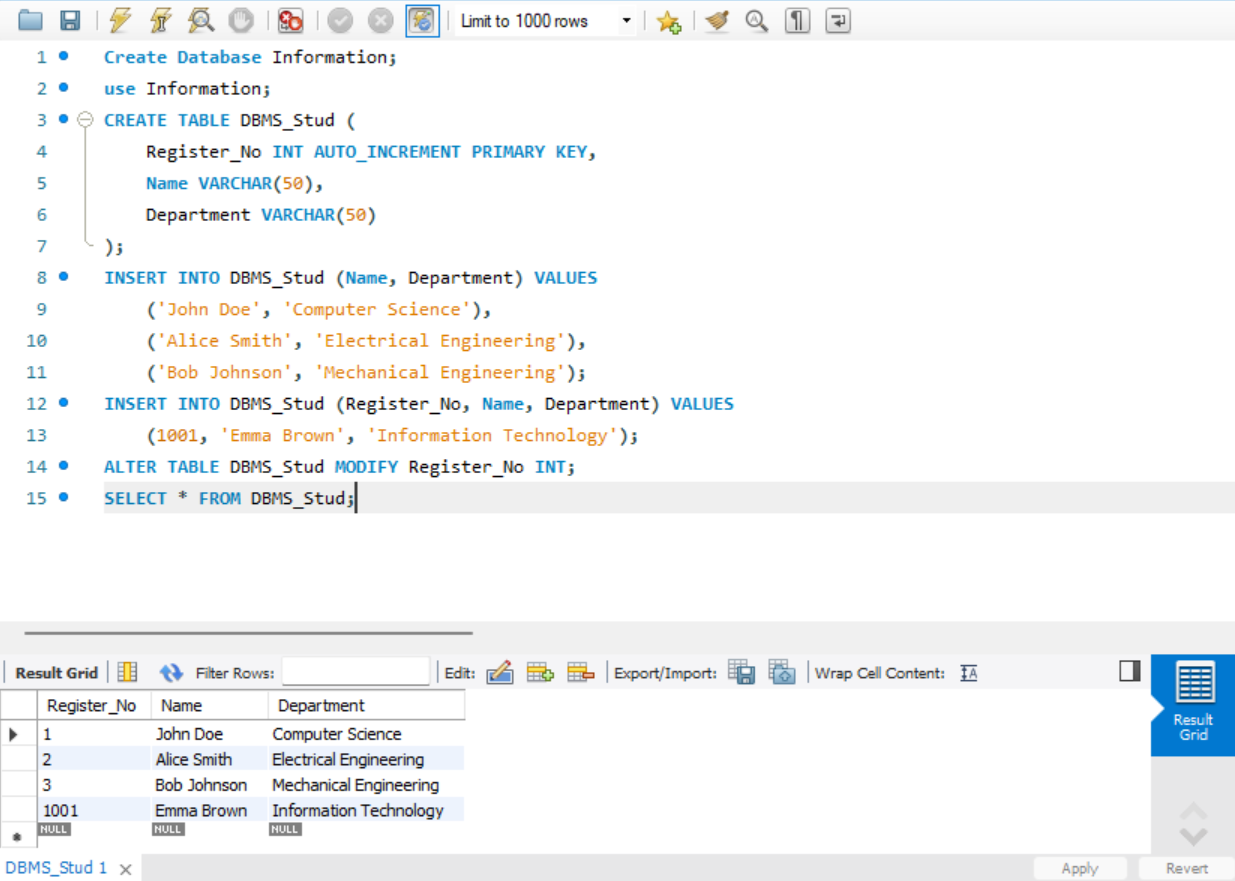 Limit to 1000 rows
1 Create Database Information;
2 use Information;
3 CREATE TABLE DBMS_Stud (
4 Register_No INT AUTO_INCREMENT PRIMARY KEY,
5 Name VARCHAR(50),
6 Department VARCHAR(50)
7 );
8 INSERT INTO DBMS_Stud (Name, Department) VALUES
9 ('John Doe', 'Computer Science'),
10 ('Alice Smith', 'Electrical Engineering'),
11 ('Bob Johnson', 'Mechanical Engineering');
12 INSERT INTO DBMS_Stud (Register_No, Name, Department) VALUES
13 (1001, 'Emma Brown', 'Information Technology');
14 ALTER TABLE DBMS_Stud MODIFY Register_No INT;
15 SELECT * FROM DBMS_Stud;
Result Grid Filter Rows: Edit: Export/Import: Wrap Cell Content: IA
Register_No Name Department
1 John Doe Computer Science
2 Alice Smith Electrical Engineering
3 Bob Johnson Mechanical Engineering
1001 Emma Brown Information Technology
NULL NULL NULL
Result
Grid
DBMS_Stud 1 Apply Revert